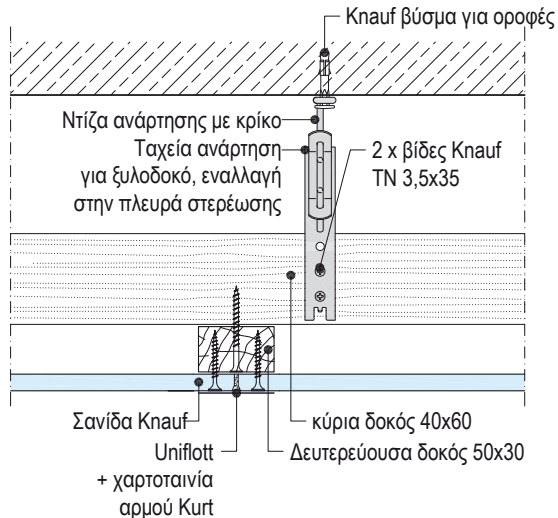 Knauf βύσμα για οροφές
Ντίζα ανάρτησης με κρίκο
Ταχεία ανάρτηση
για ξυλοδοκό, εναλλαγή
στην πλευρά στερέωσης
2 x βίδες Knauf
TN 3,5x35
Σανίδα Knauf
κύρια δοκός 40x60
Uniflott
+ χαρτοταινία
αρμού Kurt
Δευτερεύουσα δοκός 50x30